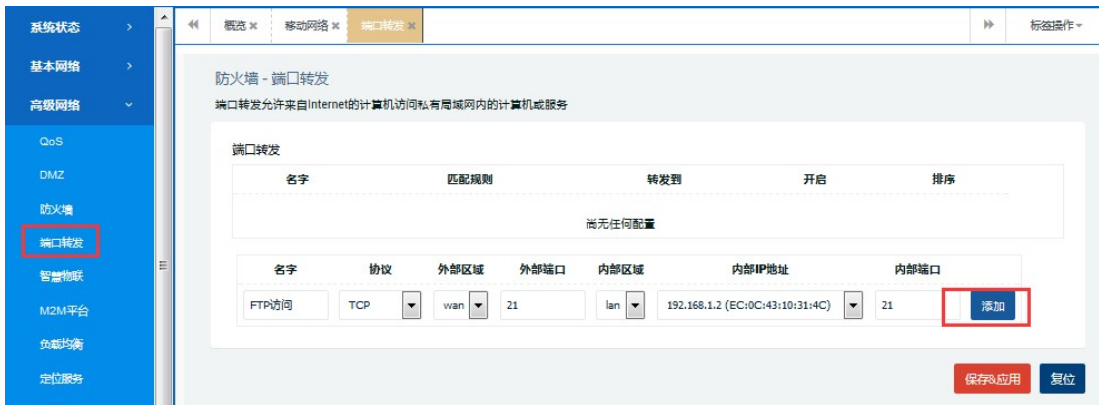 系统状态
概览 移动网络 端口转发 标签操作
基本网络
高级网络
QoS
DMZ
防火墙
端口转发
智慧物联
M2M平台
负载均衡
定位服务
防火墙 - 端口转发
端口转发允许来自Internet的计算机访问私有局域网内的计算机或服务
端口转发
名字 匹配规则 转发到 开启 排序
尚无任何配置
名字 协议 外部区域 外部端口 内部区域 内部IP地址 内部端口
FTP访问 TCP wan 21 lan 192.168.1.2 (EC:0C:43:10:31:4C) 21 添加
保存&应用 复位